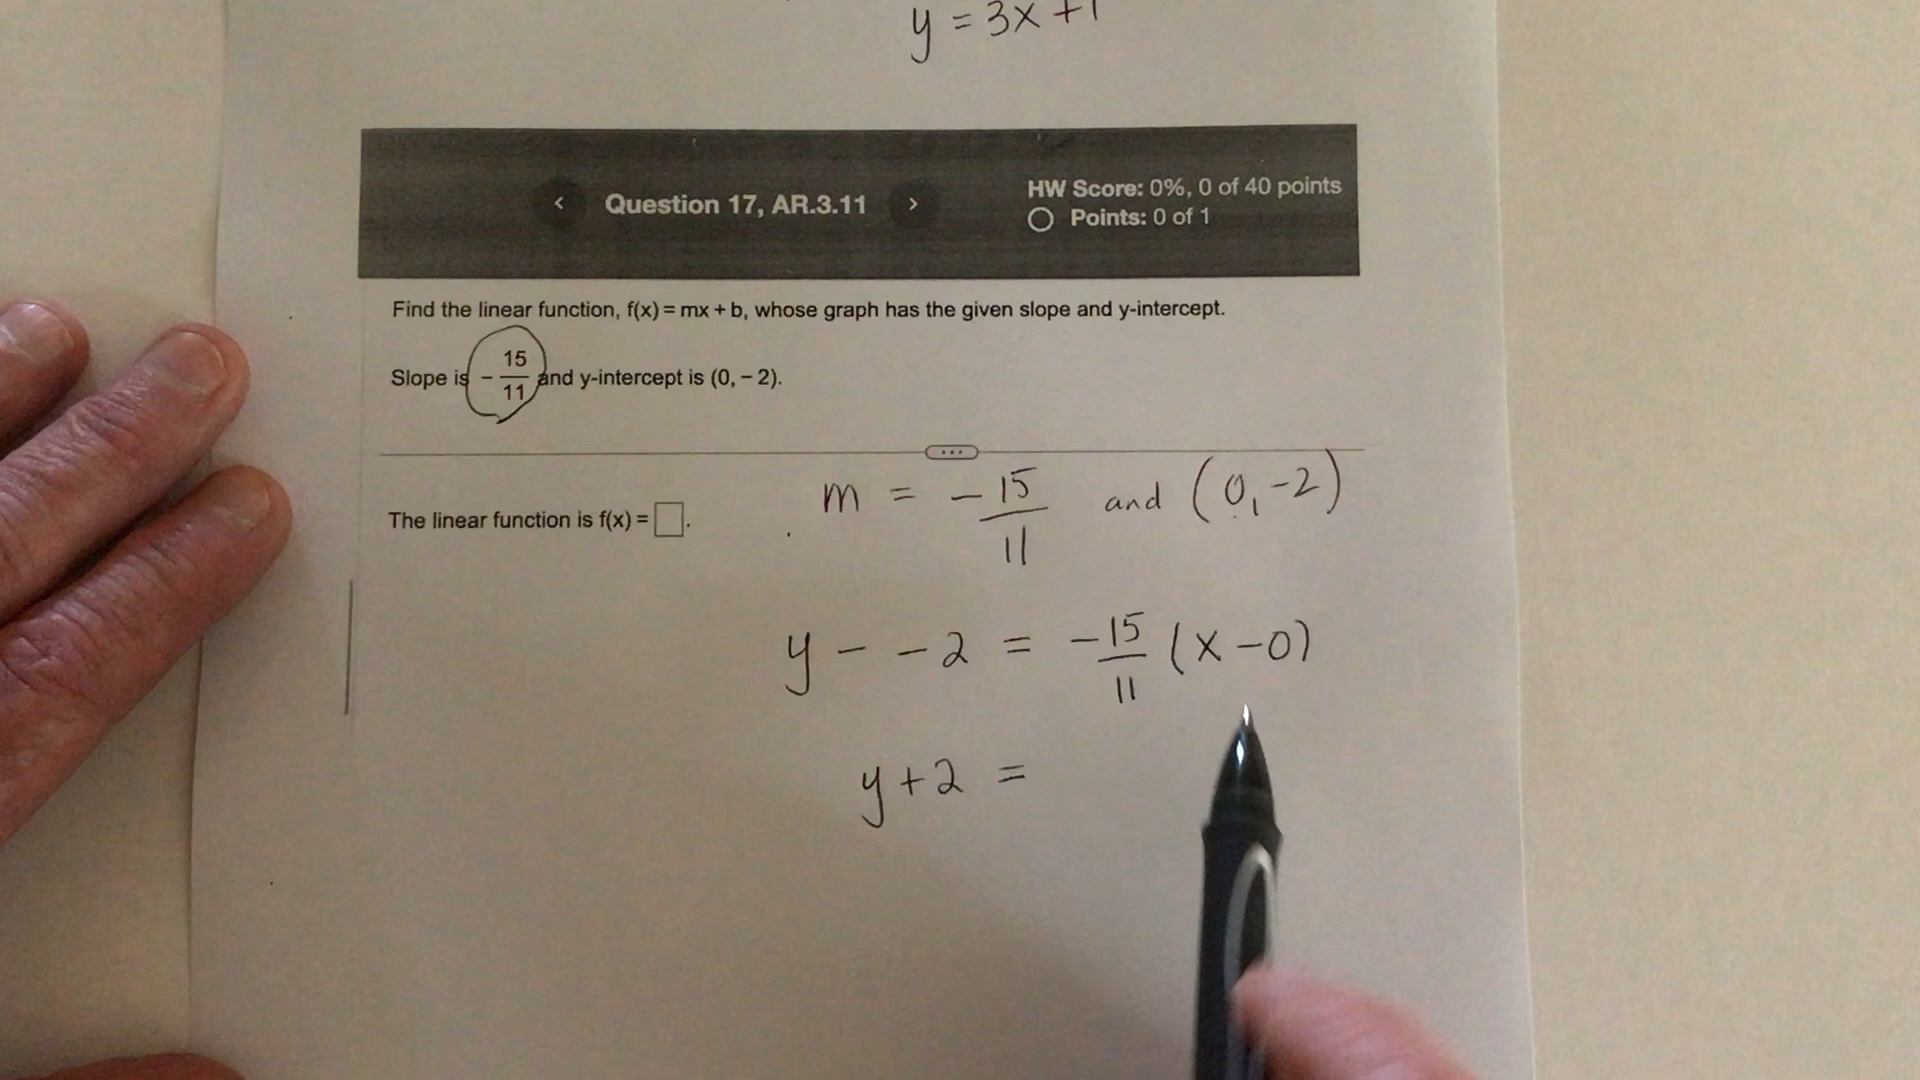 y = 3x + 1
< Question 17, AR.3.11 >
HW Score: 0%, 0 of 40 points
Points: 0 of 1
Find the linear function, f(x) = mx + b, whose graph has the given slope and y-intercept.
Slope is - 15/11 and y-intercept is (0, - 2).
The linear function is f(x) = .
m = - 15/11 and (0, -2)
y - -2 = -15/11 (x - 0)
y + 2 =